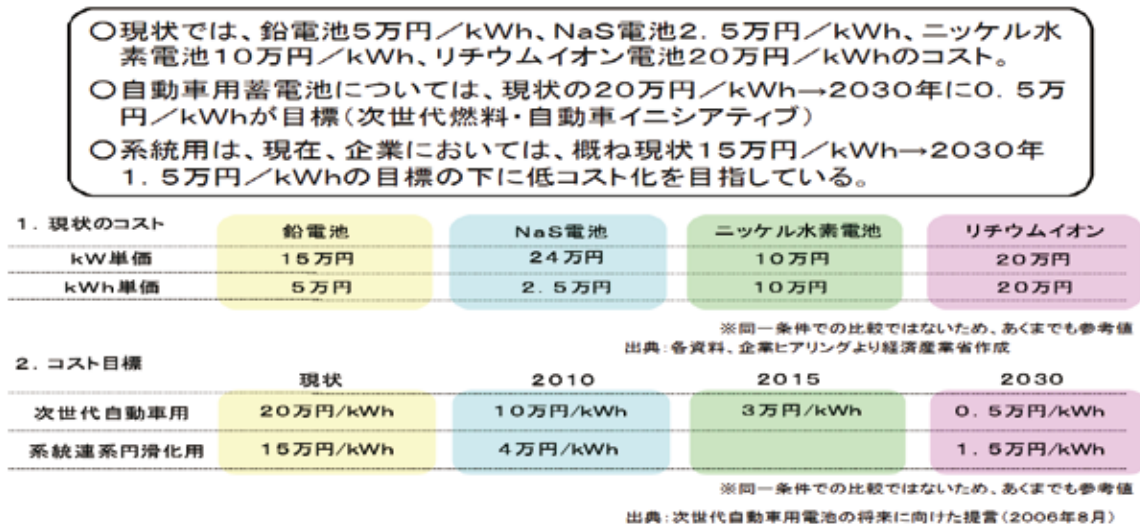 ○現状では、鉛電池5万円／kWh、NaS電池2．5万円／kWh、ニッケル水
素電池10万円／kWh、リチウムイオン電池20万円／kWhのコスト。
○自動車用蓄電池については、現状の20万円／kWh→2030年に0．5万
円／kWhが目標（次世代燃料・自動車イニシアティブ）
○系統用は、現在、企業においては、概ね現状15万円／kWh→2030年
1．5万円／kWhの目標の下に低コスト化を目指している。
1．現状のコスト 鉛電池 NaS電池 ニッケル水素電池 リチウムイオン
kW単価 15万円 24万円 10万円 20万円
kWh単価 5万円 2．5万円 10万円 20万円
※同一条件での比較ではないため、あくまでも参考値
出典：各資料、企業ヒアリングより経済産業省作成
2．コスト目標
現状 2010 2015 2030
次世代自動車用 20万円/kWh 10万円/kWh 3万円/kWh 0．5万円/kWh
系統連系円滑化用 15万円/kWh 4万円/kWh 1．5万円/kWh
※同一条件での比較ではないため、あくまでも参考値
出典：次世代自動車用電池の将来に向けた提言（2006年8月）